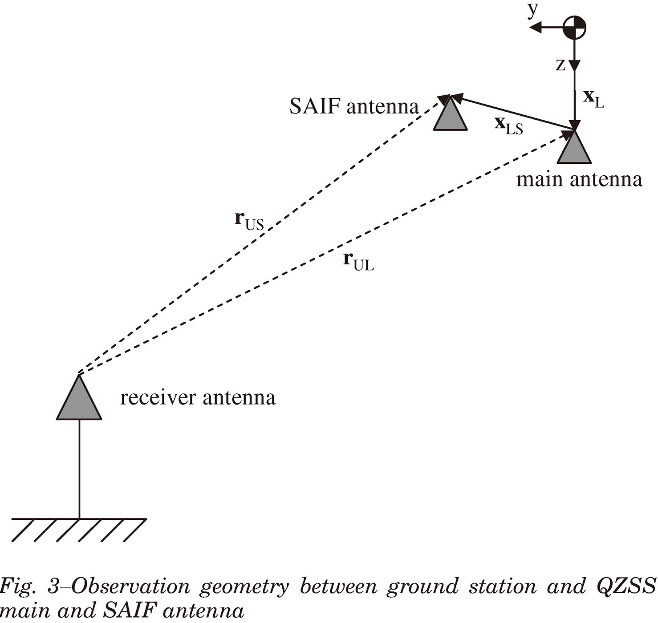 y
z
x_L
SAIF antenna
x_LS
main antenna
r_US
r_UL
receiver antenna
Fig. 3–Observation geometry between ground station and QZSS
main and SAIF antenna